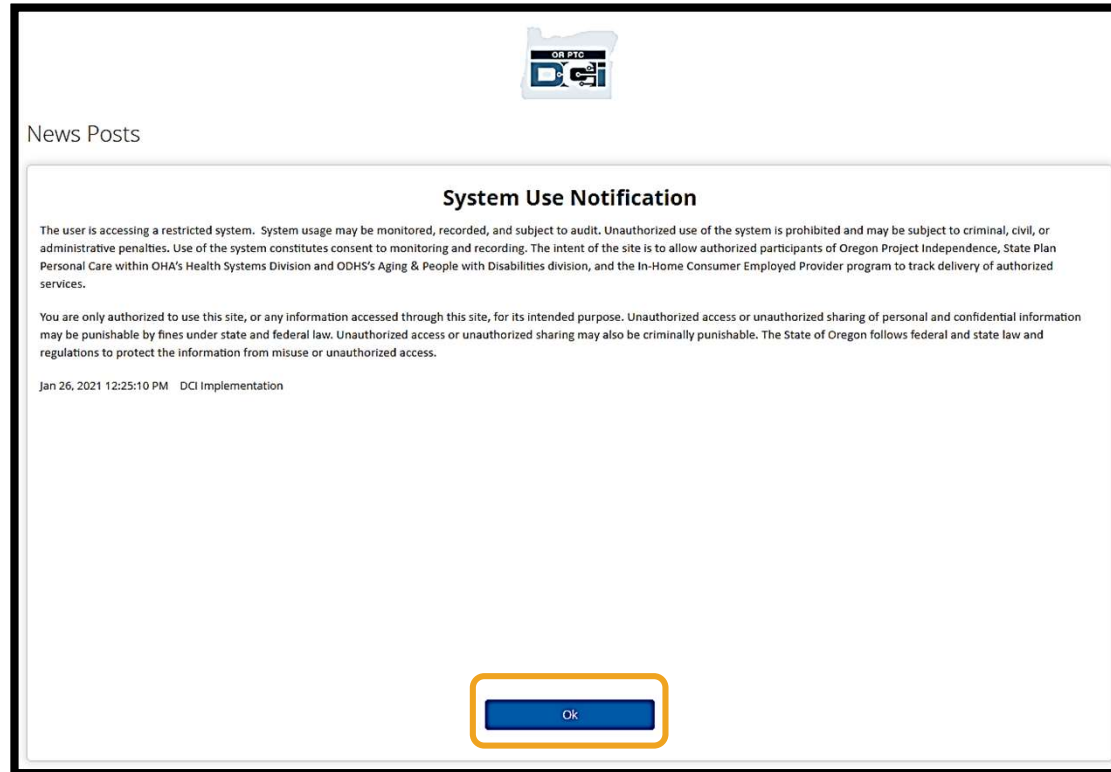 OR PTC
DCi
News Posts
System Use Notification
The user is accessing a restricted system. System usage may be monitored, recorded, and subject to audit. Unauthorized use of the system is prohibited and may be subject to criminal, civil, or
administrative penalties. Use of the system constitutes consent to monitoring and recording. The intent of the site is to allow authorized participants of Oregon Project Independence, State Plan
Personal Care within OHA's Health Systems Division and ODHS's Aging & People with Disabilities division, and the In-Home Consumer Employed Provider program to track delivery of authorized
services.
You are only authorized to use this site, or any information accessed through this site, for its intended purpose. Unauthorized access or unauthorized sharing of personal and confidential information
may be punishable by fines under state and federal law. Unauthorized access or unauthorized sharing may also be criminally punishable. The State of Oregon follows federal and state law and
regulations to protect the information from misuse or unauthorized access.
Jan 26, 2021 12:25:10 PM DCI Implementation
Ok